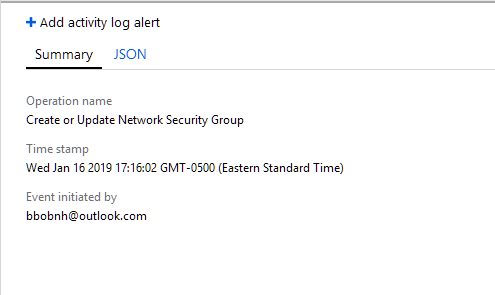 + Add activity log alert
Summary JSON
Operation name
Create or Update Network Security Group
Time stamp
Wed Jan 16 2019 17:16:02 GMT-0500 (Eastern Standard Time)
Event initiated by
bbobnh@outlook.com